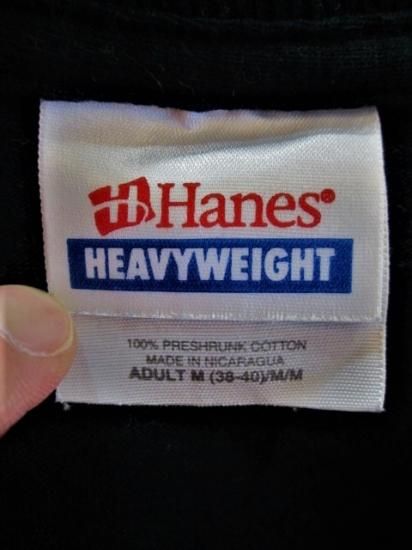 H Hanes®
HEAVYWEIGHT
100% PRESHRUNK COTTON
MADE IN NICARAGUA
ADULT M (38-40)/M/M